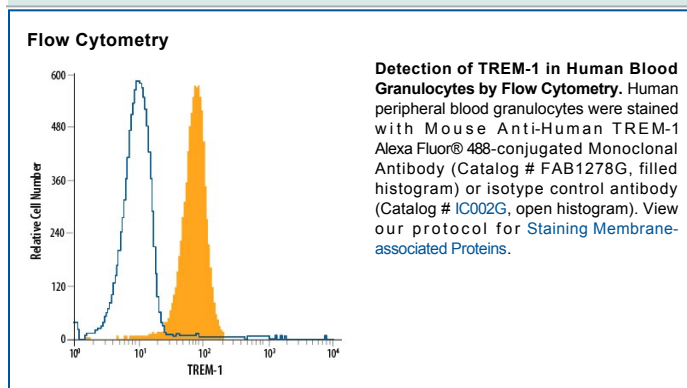 Flow Cytometry
600
480
360
240
120
0
Relative Cell Number
10⁰ 10¹ 10² 10³ 10⁴
TREM-1
Detection of TREM-1 in Human Blood
Granulocytes by Flow Cytometry. Human
peripheral blood granulocytes were stained
with Mouse Anti-Human TREM-1
Alexa Fluor® 488-conjugated Monoclonal
Antibody (Catalog # FAB1278G, filled
histogram) or isotype control antibody
(Catalog # IC002G, open histogram). View
our protocol for Staining Membrane-
associated Proteins.